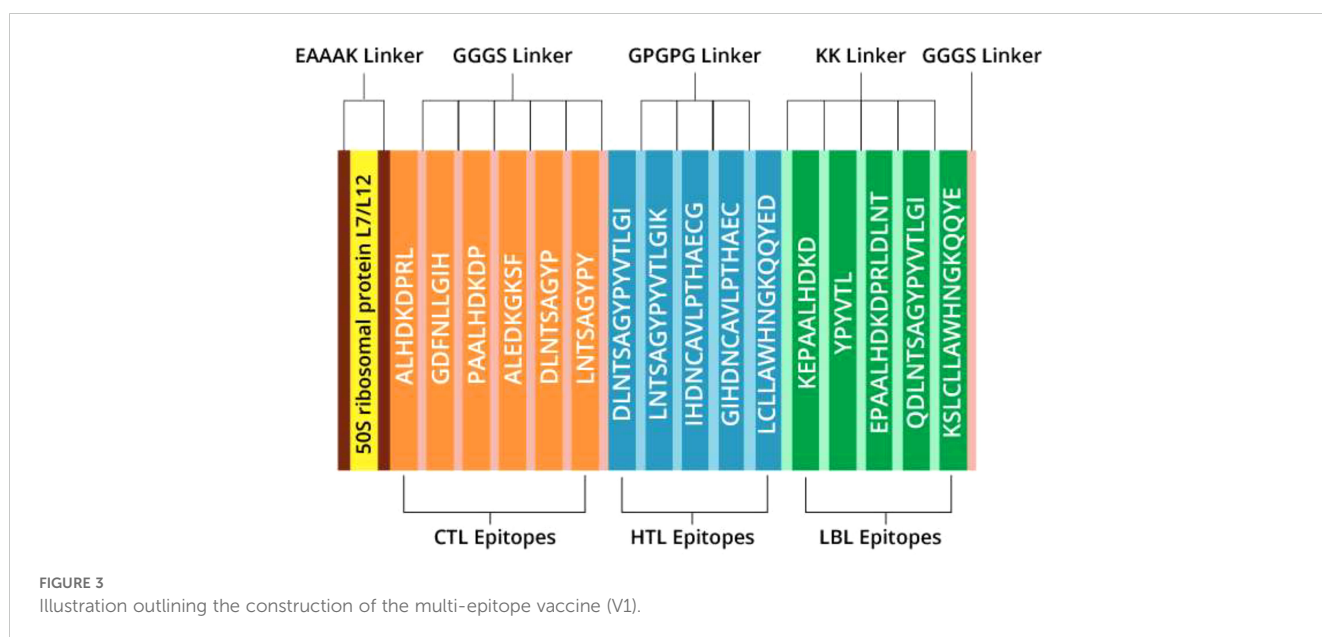 EAAAK Linker
GGGS Linker
GPGPG Linker
KK Linker
GGGS Linker
50S ribosomal protein L7/L12
ALHDKDPRL
GDFNLLGIH
PAALHDKDP
ALEDKGKSF
DLNTSAGYP
LNTSAGYPY
DLNTSAGYPYVTLGI
LNTSAGYPYVTLGIK
IHDNCAVLPTHAECG
GIHDNCAVLPTHAEC
LCLLAWHNGKQQYED
KEPAALHDKD
YPYVTL
EPAALHDKDPRLDLNT
QDLNTSAGYPYVTLGI
KSLCLLAWHNGKQQYE
CTL Epitopes
HTL Epitopes
LBL Epitopes
FIGURE 3
Illustration outlining the construction of the multi-epitope vaccine (V1).